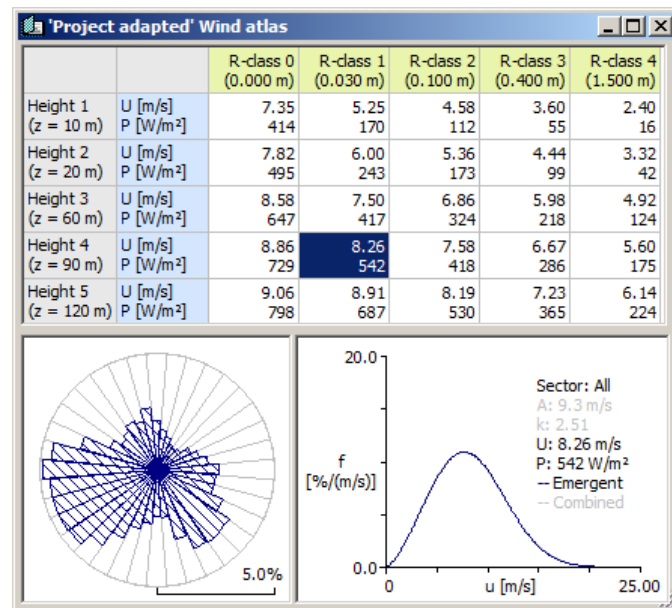 'Project adapted' Wind atlas
R-class 0 R-class 1 R-class 2 R-class 3 R-class 4
(0.000 m) (0.030 m) (0.100 m) (0.400 m) (1.500 m)
Height 1 U [m/s] 7.35 5.25 4.58 3.60 2.40
(z = 10 m) P [W/m²] 414 170 112 55 16
Height 2 U [m/s] 7.82 6.00 5.36 4.44 3.32
(z = 20 m) P [W/m²] 495 243 173 99 42
Height 3 U [m/s] 8.58 7.50 6.86 5.98 4.92
(z = 60 m) P [W/m²] 647 417 324 218 124
Height 4 U [m/s] 8.86 8.26 7.58 6.67 5.60
(z = 90 m) P [W/m²] 729 542 418 286 175
Height 5 U [m/s] 9.06 8.91 8.19 7.23 6.14
(z = 120 m) P [W/m²] 798 687 530 365 224
5.0%
20.0
f
[%/(m/s)]
0.0
0 u [m/s] 25.00
Sector: All
A: 9.3 m/s
k: 2.51
U: 8.26 m/s
P: 542 W/m²
-- Emergent
-- Combined